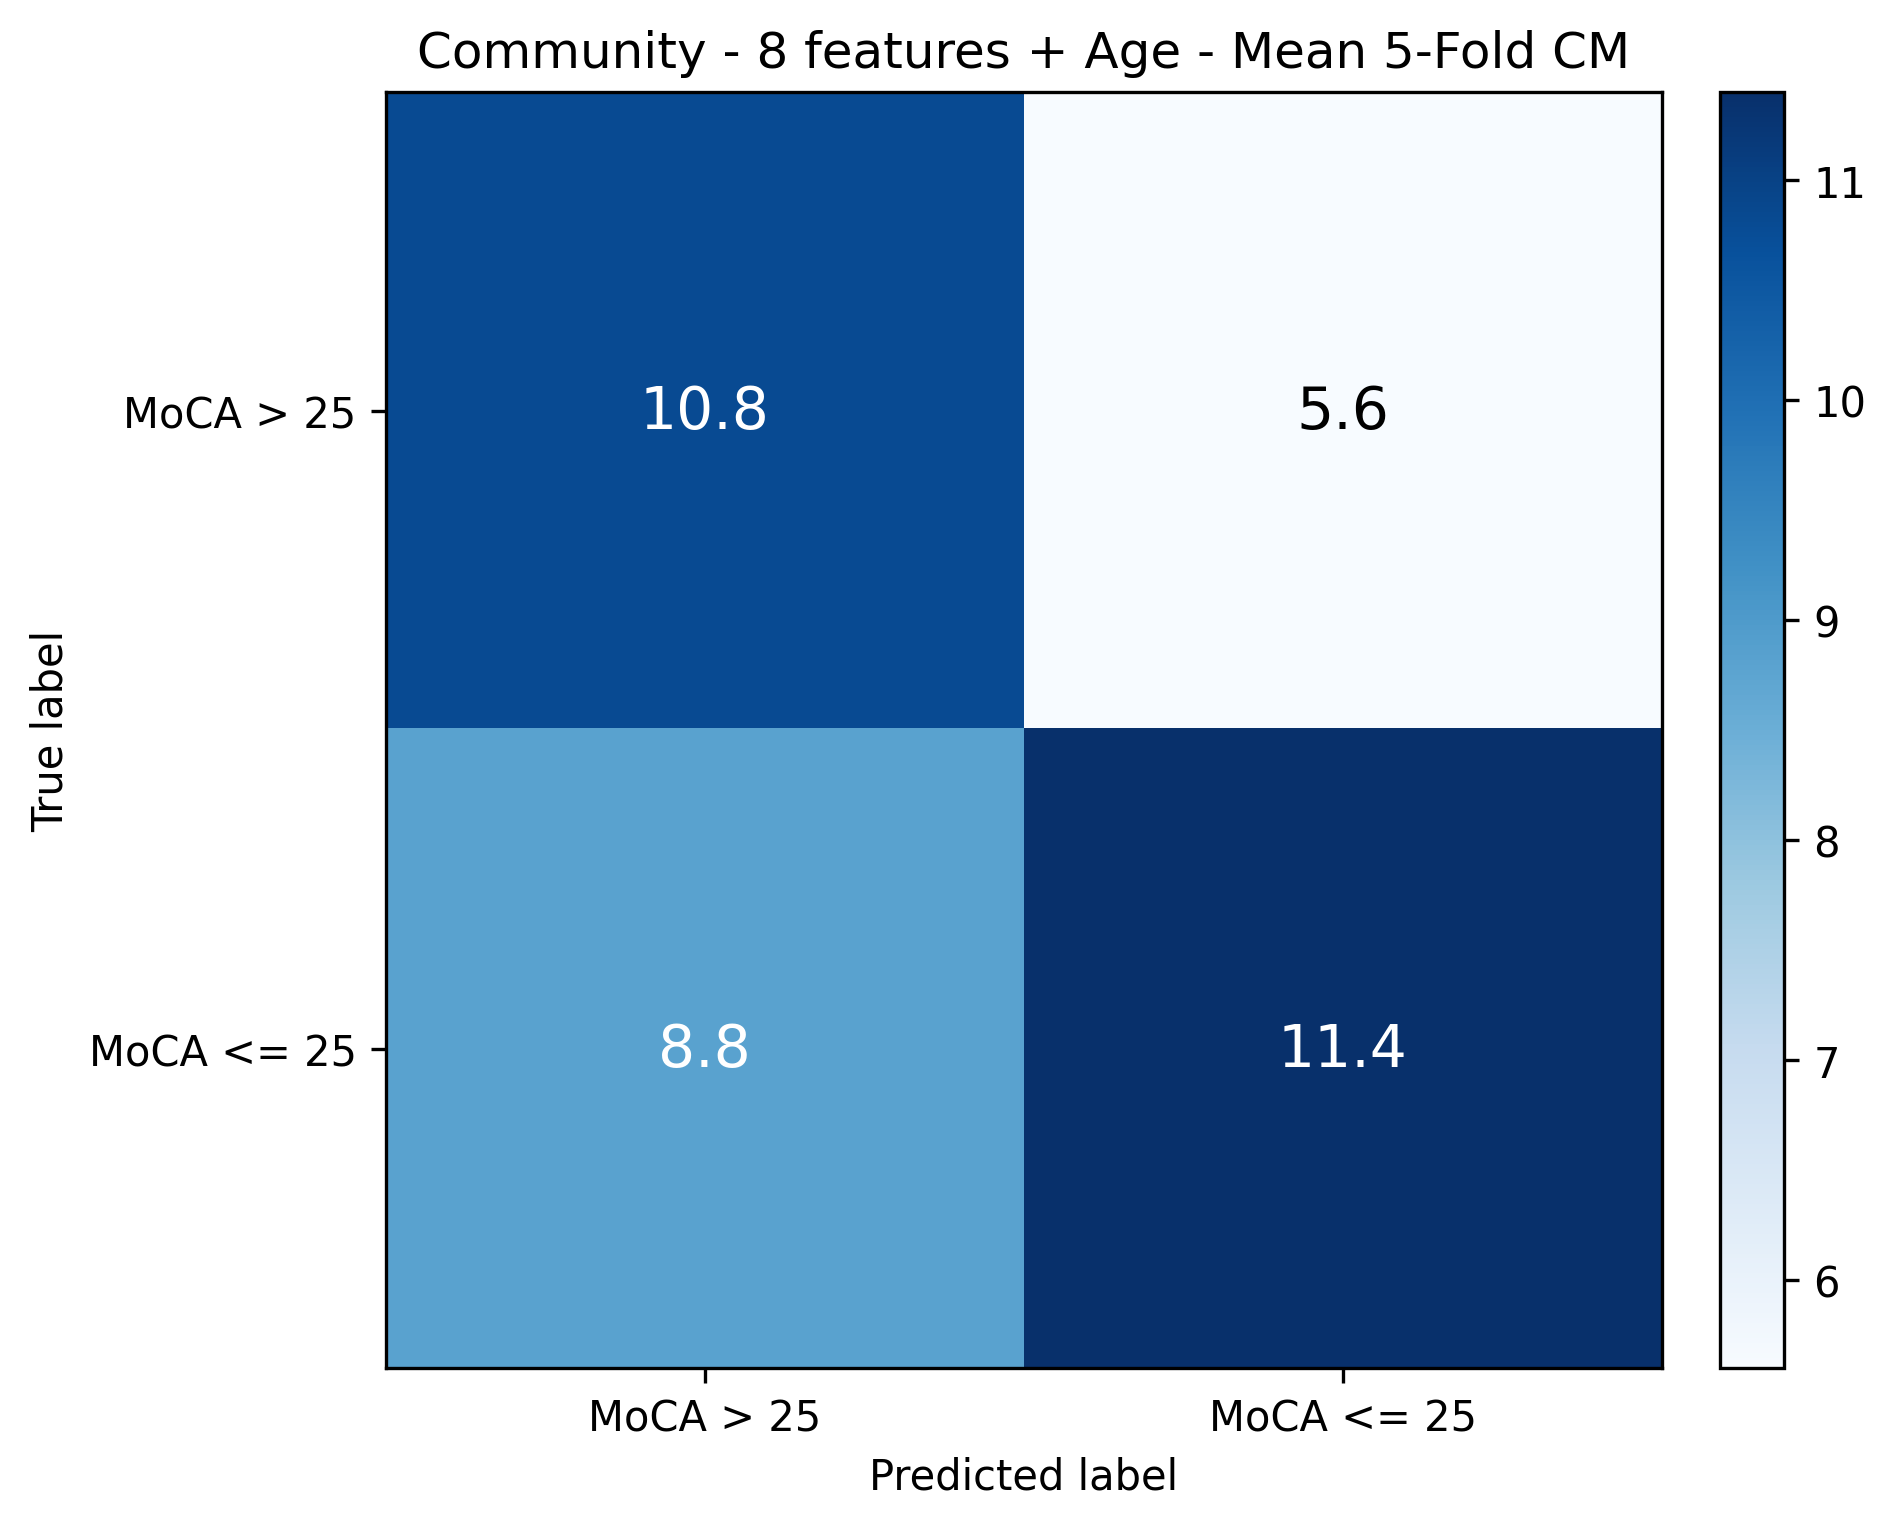 Community - 8 features + Age - Mean 5-Fold CM
True label
MoCA > 25
MoCA <= 25
10.8
5.6
8.8
11.4
MoCA > 25
MoCA <= 25
Predicted label
11
10
9
8
7
6